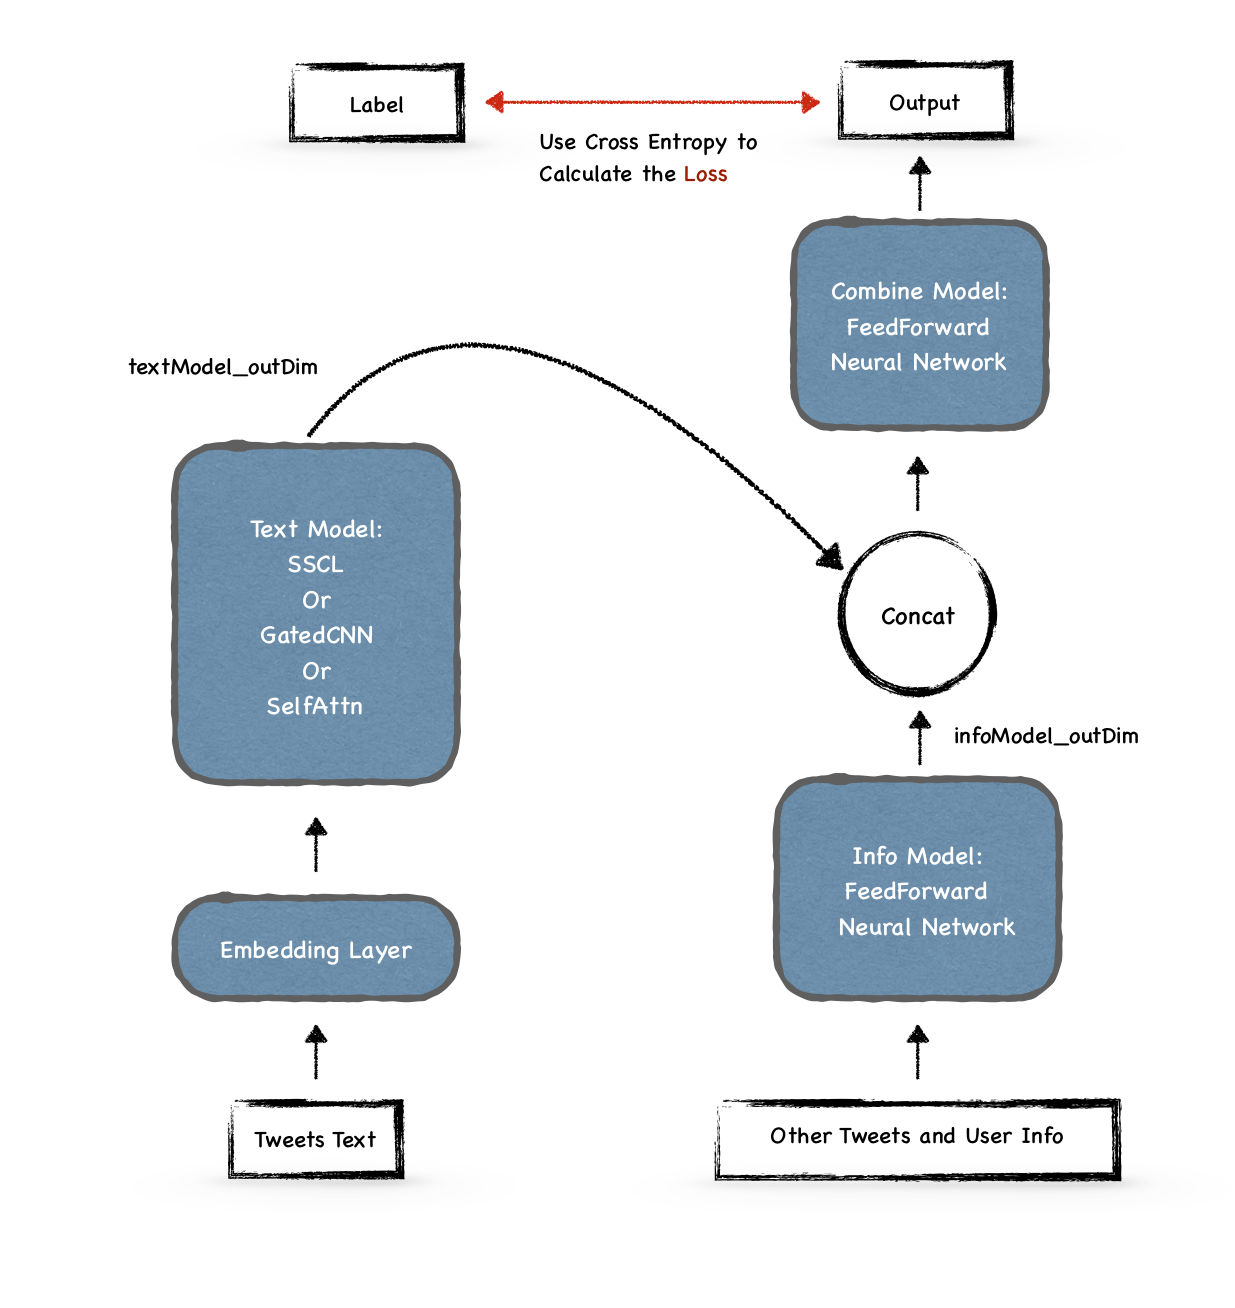 Label
Output
Use Cross Entropy to
Calculate the Loss
Combine Model:
FeedForward
Neural Network
textModel_outDim
Text Model:
SSCL
Or
GatedCNN
Or
SelfAttn
Concat
infoModel_outDim
Info Model:
FeedForward
Neural Network
Embedding Layer
Tweets Text
Other Tweets and User Info